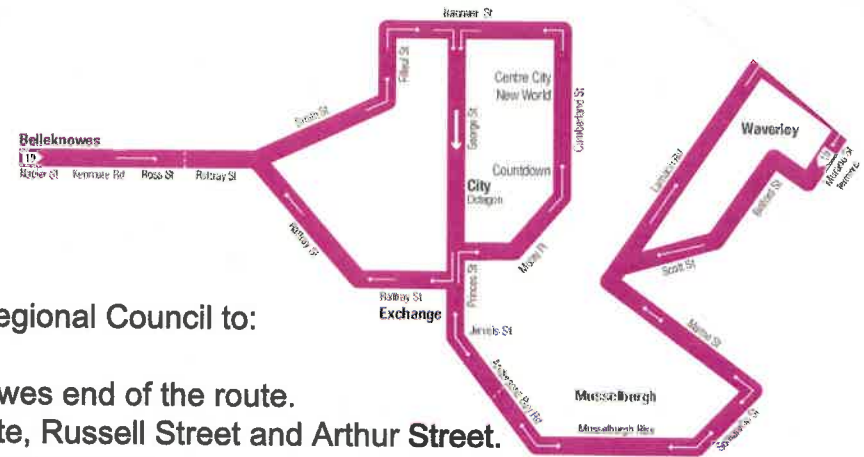 Hanover St
Filleul St
Centre City
New World
George St
Cumberland St
Smith St
Waverley
Belleknowes
19
Larnach Rd
19
Countdown
Napier St Kenmure Rd Ross St Rattray St
City
Octagon
Belford St
Rattray St
Moray Pl
Scott St
Princes St
Rattray St
Exchange
egional Council to:
Jervois St
Marne St
wes end of the route.
Musselburgh
te, Russell Street and Arthur Street.
Musselburgh Rise